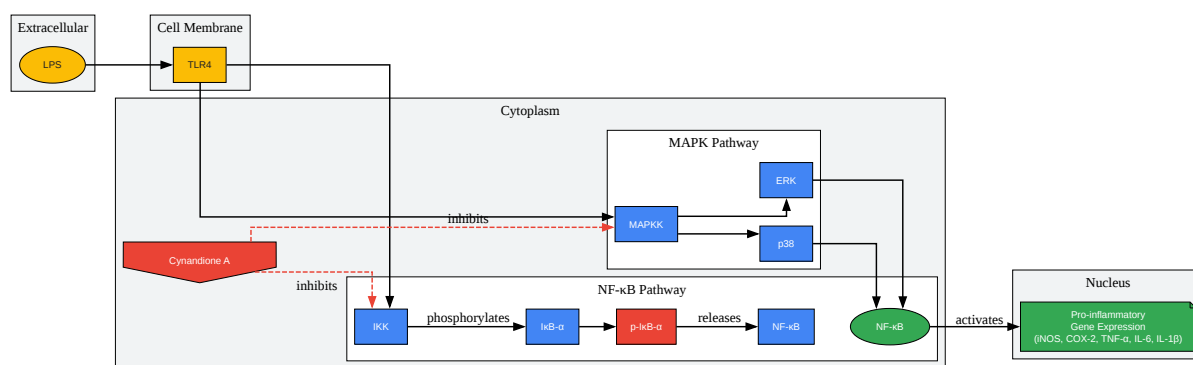 Extracellular
LPS
Cell Membrane
TLR4
Cytoplasm
MAPK Pathway
ERK
MAPKK
p38
inhibits
Cynandione A
inhibits
NF-κB Pathway
IKK
phosphorylates
IκB-α
p-IκB-α
releases
NF-κB
NF-κB
activates
Nucleus
Pro-inflammatory
Gene Expression
(iNOS, COX-2, TNF-α, IL-6, IL-1β)